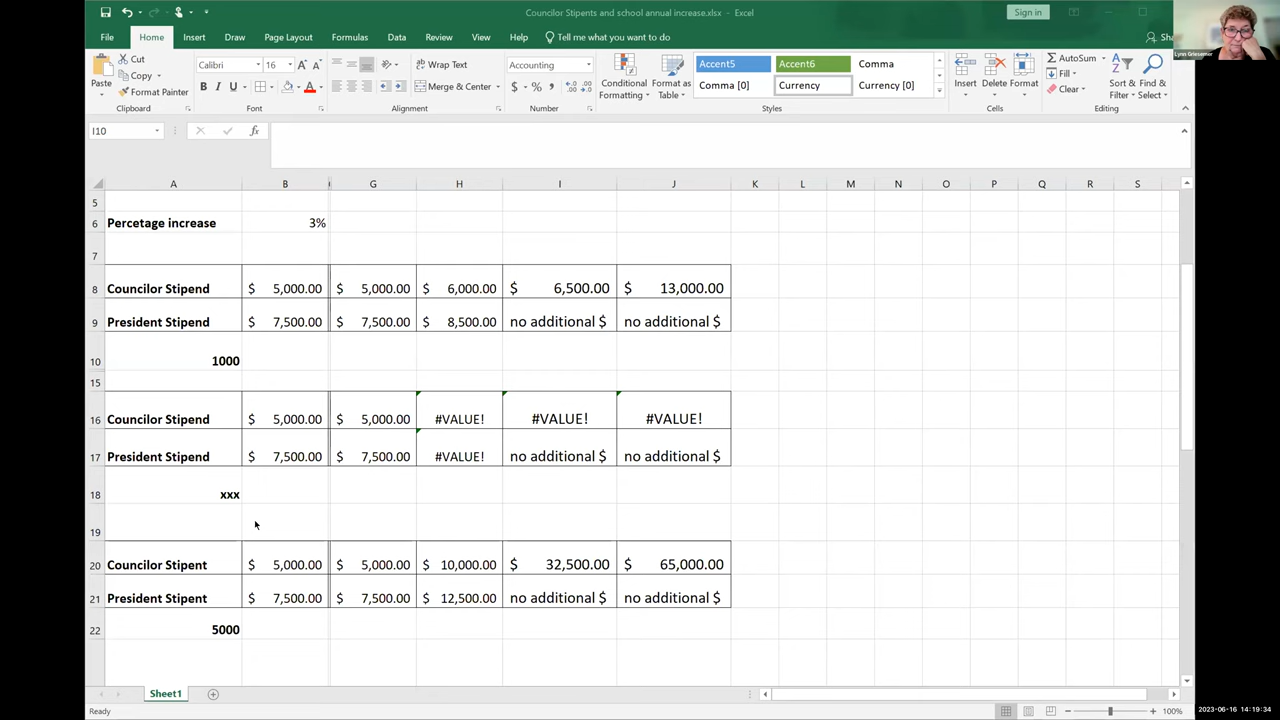 Councilor Stipents and school annual increase.xlsx - Excel
Sign in
File Home Insert Draw Page Layout Formulas Data Review View Help Tell me what you want to do Sha
Paste
Cut
Copy
Format Painter
Clipboard
Calibri 16 A A
B I U A
Font
Wrap Text
Merge & Center
Alignment
Accounting
$ % ,
Number
Conditional Formatting
Format as Table
Accent5 Accent6 Comma
Comma [0] Currency Currency [0]
Styles
Insert Delete Format
Cells
AutoSum
Fill
Clear
Sort & Filter
Find & Select
Editing
Lynn Griesemer
I10 fx
A B G H I J K L M N O P Q R S
5
6 Percetage increase 3%
7
8 Councilor Stipend $ 5,000.00 $ 5,000.00 $ 6,000.00 $ 6,500.00 $ 13,000.00
9 President Stipend $ 7,500.00 $ 7,500.00 $ 8,500.00 no additional $ no additional $
10 1000
15
16 Councilor Stipend $ 5,000.00 $ 5,000.00 #VALUE! #VALUE! #VALUE!
17 President Stipend $ 7,500.00 $ 7,500.00 #VALUE! no additional $ no additional $
18 xxx
19
20 Councilor Stipent $ 5,000.00 $ 5,000.00 $ 10,000.00 $ 32,500.00 $ 65,000.00
21 President Stipent $ 7,500.00 $ 7,500.00 $ 12,500.00 no additional $ no additional $
22 5000
Sheet1
Ready
100%
2023-06-16 14:19:34